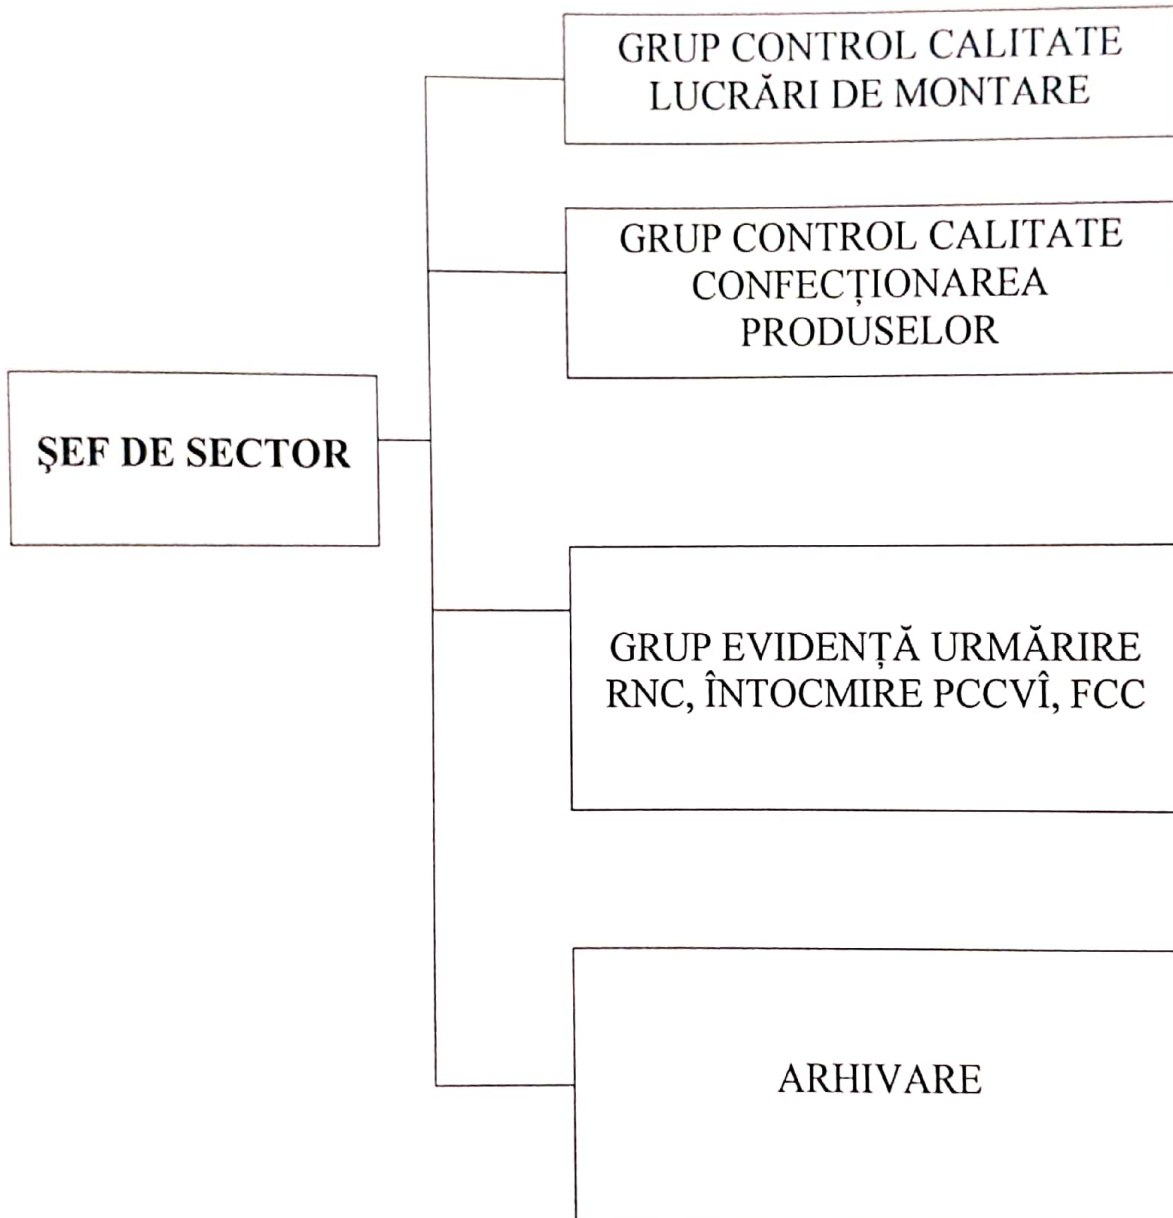 GRUP CONTROL CALITATE
LUCRĂRI DE MONTARE
GRUP CONTROL CALITATE
CONFECȚIONAREA
PRODUSELOR
ŞEF DE SECTOR
GRUP EVIDENȚĂ URMĂRIRE
RNC, ÎNTOCMIRE PCCVÎ, FCC
ARHIVARE